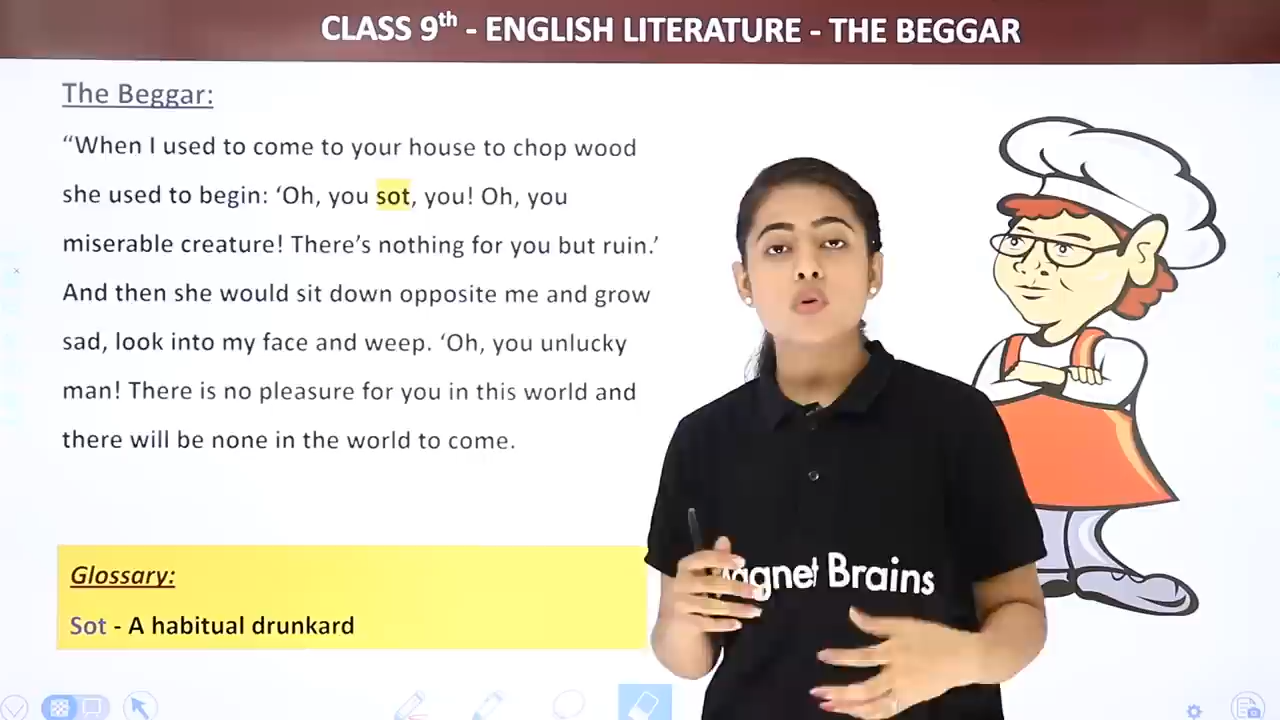 CLASS 9th - ENGLISH LITERATURE - THE BEGGAR
The Beggar:
“When I used to come to your house to chop wood
she used to begin: ‘Oh, you sot, you! Oh, you
miserable creature! There’s nothing for you but ruin.’
And then she would sit down opposite me and grow
sad, look into my face and weep. ‘Oh, you unlucky
man! There is no pleasure for you in this world and
there will be none in the world to come.
Glossary:
Sot - A habitual drunkard
Brains